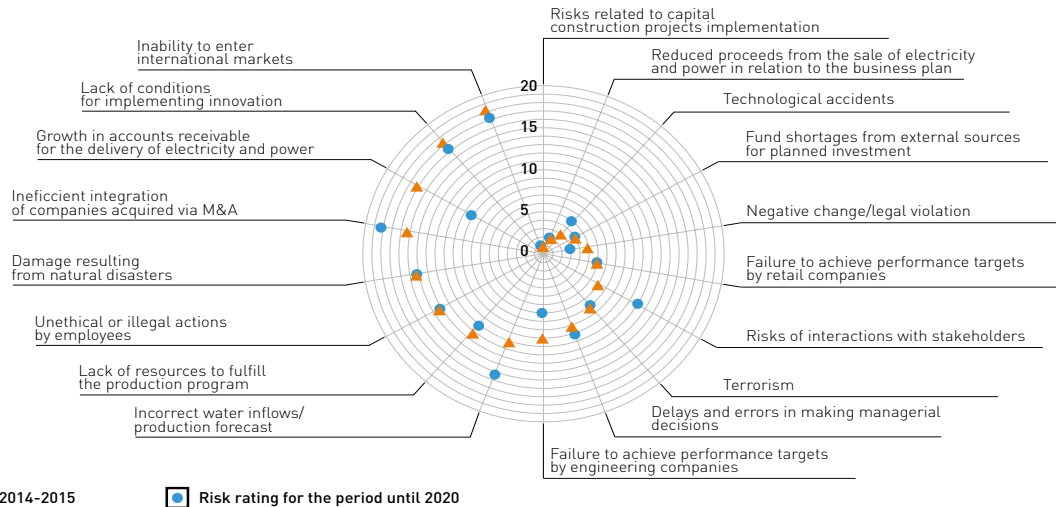 Risks related to capital
construction projects implementation
Inability to enter
international markets
Reduced proceeds from the sale of electricity
and power in relation to the business plan
Lack of conditions
for implementing innovation
Technological accidents
Growth in accounts receivable
for the delivery of electricity and power
Fund shortages from external sources
for planned investment
Ineficcient integration
of companies acquired via M&A
Negative change/legal violation
Damage resulting
from natural disasters
Failure to achieve performance targets
by retail companies
Unethical or illegal actions
by employees
Risks of interactions with stakeholders
Lack of resources to fulfill
the production program
Terrorism
Incorrect water inflows/
production forecast
Delays and errors in making managerial
decisions
Failure to achieve performance targets
by engineering companies
20
15
10
5
0
2014-2015
Risk rating for the period until 2020